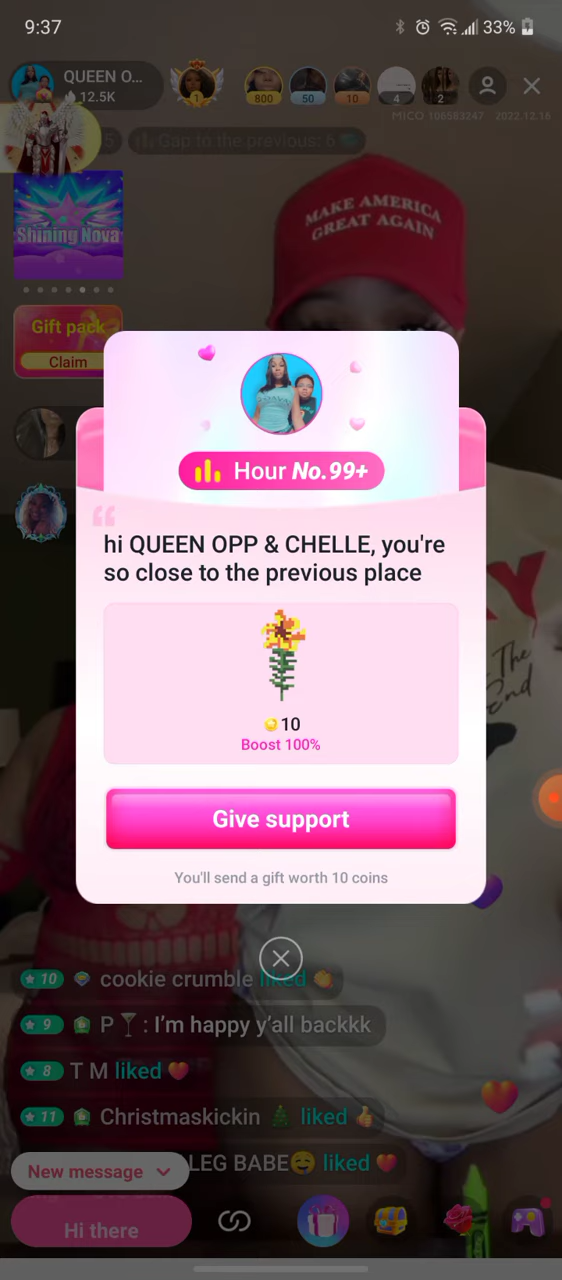 9:37
33%
QUEEN O...
12.5K
1
800
50
10
4
2
MICO 106583247 2022.12.16
5
Gap to the previous: 6
MAKE AMERICA
GREAT AGAIN
Shining Nova
Gift pack
Claim
Hour No.99+
hi QUEEN OPP & CHELLE, you're
so close to the previous place
10
Boost 100%
Give support
You'll send a gift worth 10 coins
Y
The
End
10 cookie crumble liked
9 P : I'm happy y'all backkk
8 T M liked
11 Christmaskickin liked
New message
LEG BABE liked
Hi there